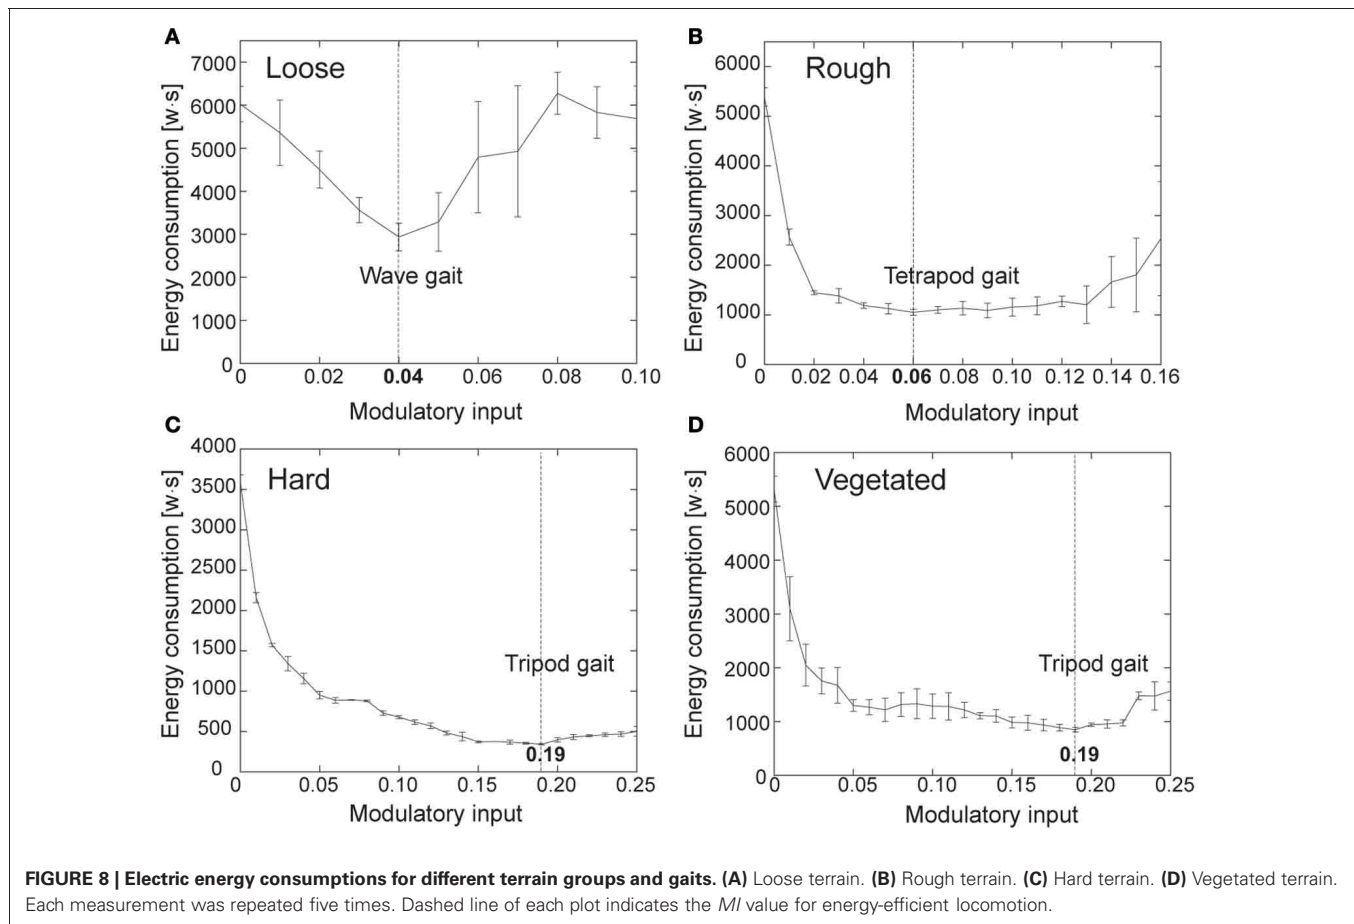 A
Loose
7000
6000
5000
4000
3000
2000
1000
0
Energy consumption [w·s]
Wave gait
0 0.02 0.04 0.06 0.08 0.10
Modulatory input
B
Rough
6000
5000
4000
3000
2000
1000
0
Energy consumption [w·s]
Tetrapod gait
0 0.02 0.04 0.06 0.08 0.10 0.12 0.14 0.16
Modulatory input
C
Hard
4000
3500
3000
2500
2000
1500
1000
500
0
Energy consumption [w·s]
Tripod gait
0.19
0 0.05 0.10 0.15 0.20 0.25
Modulatory input
D
Vegetated
6000
5000
4000
3000
2000
1000
0
Energy consumption [w·s]
Tripod gait
0.19
0 0.05 0.10 0.15 0.20 0.25
Modulatory input
FIGURE 8 | Electric energy consumptions for different terrain groups and gaits. (A) Loose terrain. (B) Rough terrain. (C) Hard terrain. (D) Vegetated terrain.
Each measurement was repeated five times. Dashed line of each plot indicates the MI value for energy-efficient locomotion.